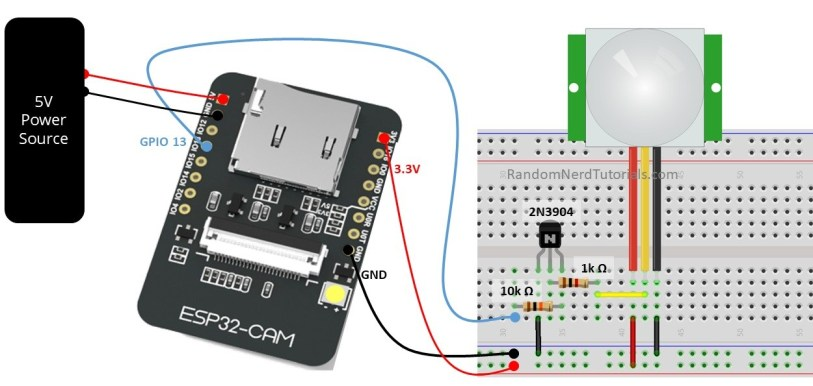 5V
Power
Source
GPIO 13
3.3V
GND
ESP32-CAM
RandomNerdTutorials.com
2N3904
N
1k Ω
10k Ω